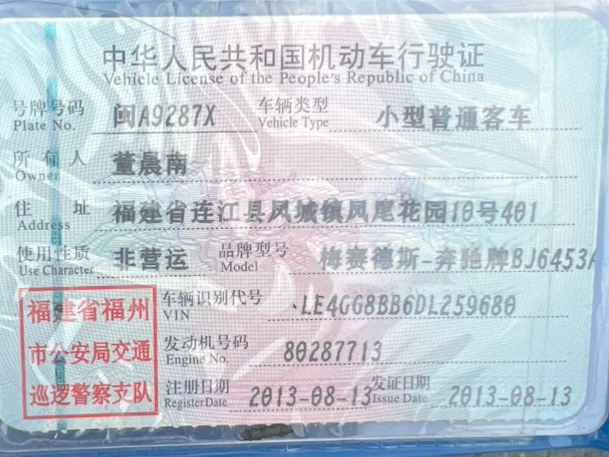 中华人民共和国机动车行驶证
Vehicle License of the People's Republic of China
号牌号码 闽A9287X 车辆类型 小型普通客车
Plate No. Vehicle Type
所有人 董晨南
Owner
住址 福建省连江县凤城镇凤尾花园10号401
Address
使用性质 非营运 品牌型号 梅赛德斯-奔驰牌BJ6453A
Use Character Model
福建省福州 车辆识别代号 LE4GG8BB6DL259680
VIN
市公安局交通 发动机号码 80287713
Engine No.
巡逻警察支队 注册日期 2013-08-13 发证日期 2013-08-13
Register Date Issue Date